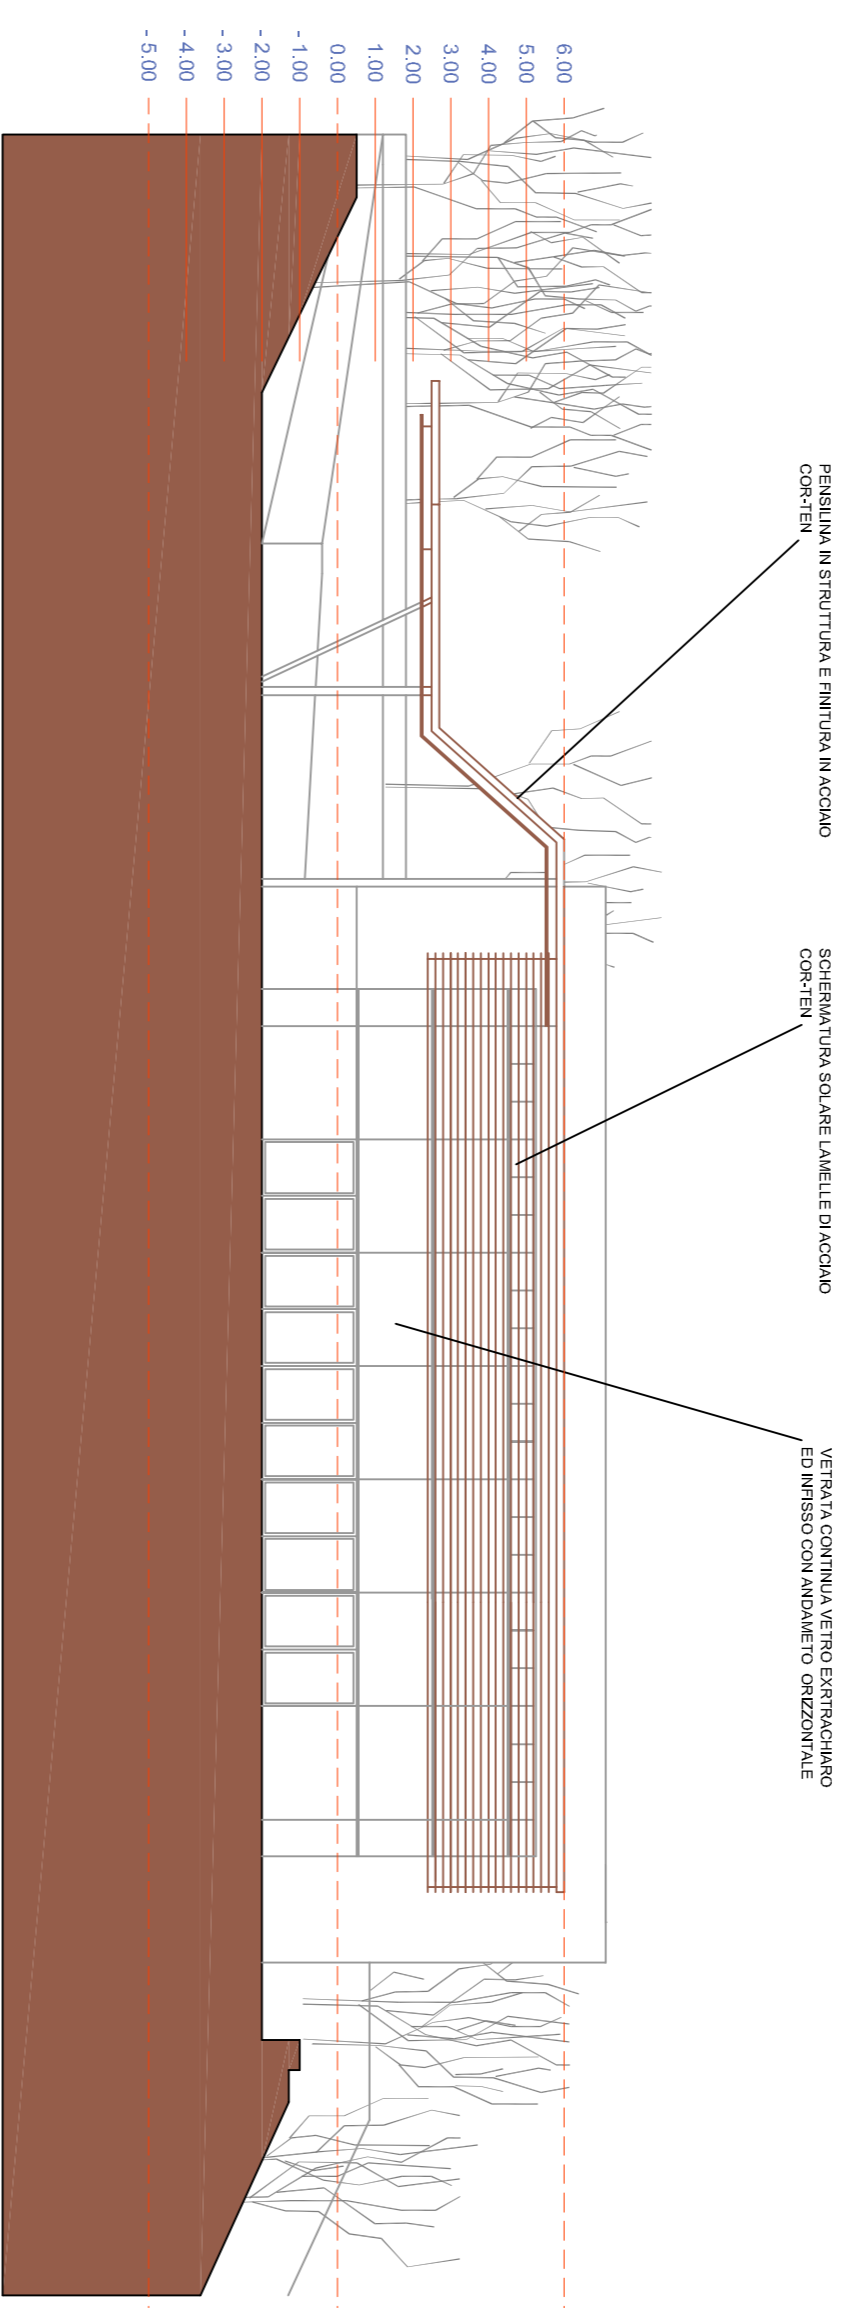 PENSILINA IN STRUTTURA E FINITURA IN ACCIAIO
COR-TEN
SCHERMATURA SOLARE LAMELLE DI ACCIAIO
COR-TEN
VETRATA CONTINUA VETRO EXRTRACHIARO
ED INFISSO CON ANDAMETO ORIZZONTALE
6.00
5.00
4.00
3.00
2.00
1.00
0.00
- 1.00
- 2.00
- 3.00
- 4.00
- 5.00